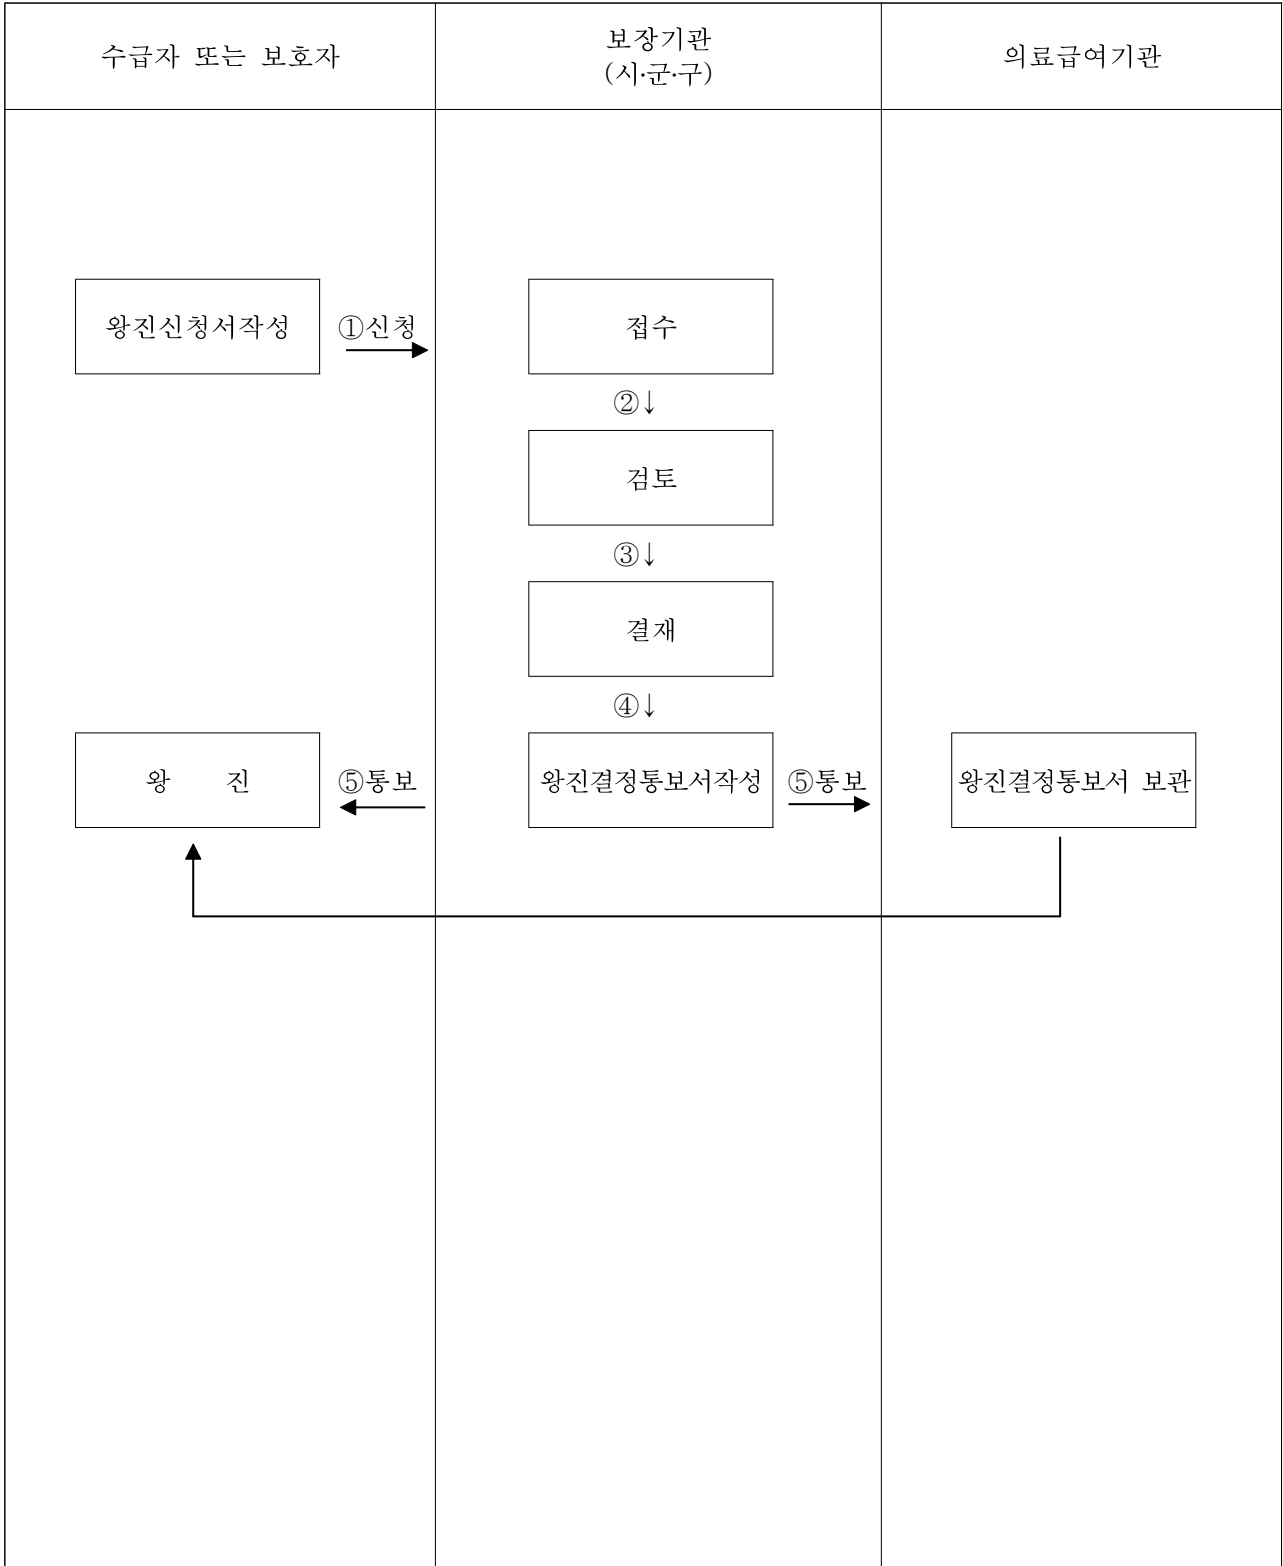 수급자 또는 보호자
보장기관
(시·군·구)
의료급여기관
왕진신청서작성
①신청
접수
②↓
검토
③↓
결재
④↓
왕 진
⑤통보
왕진결정통보서작성
⑤통보
왕진결정통보서 보관